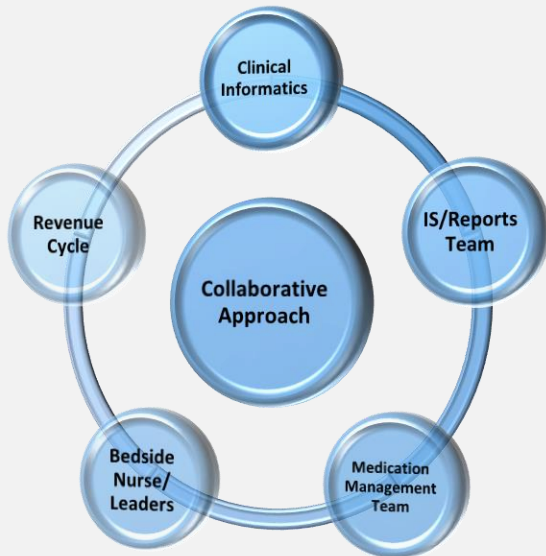 Clinical
Informatics
IS/Reports
Team
Medication
Management
Team
Bedside
Nurse/
Leaders
Revenue
Cycle
Collaborative
Approach